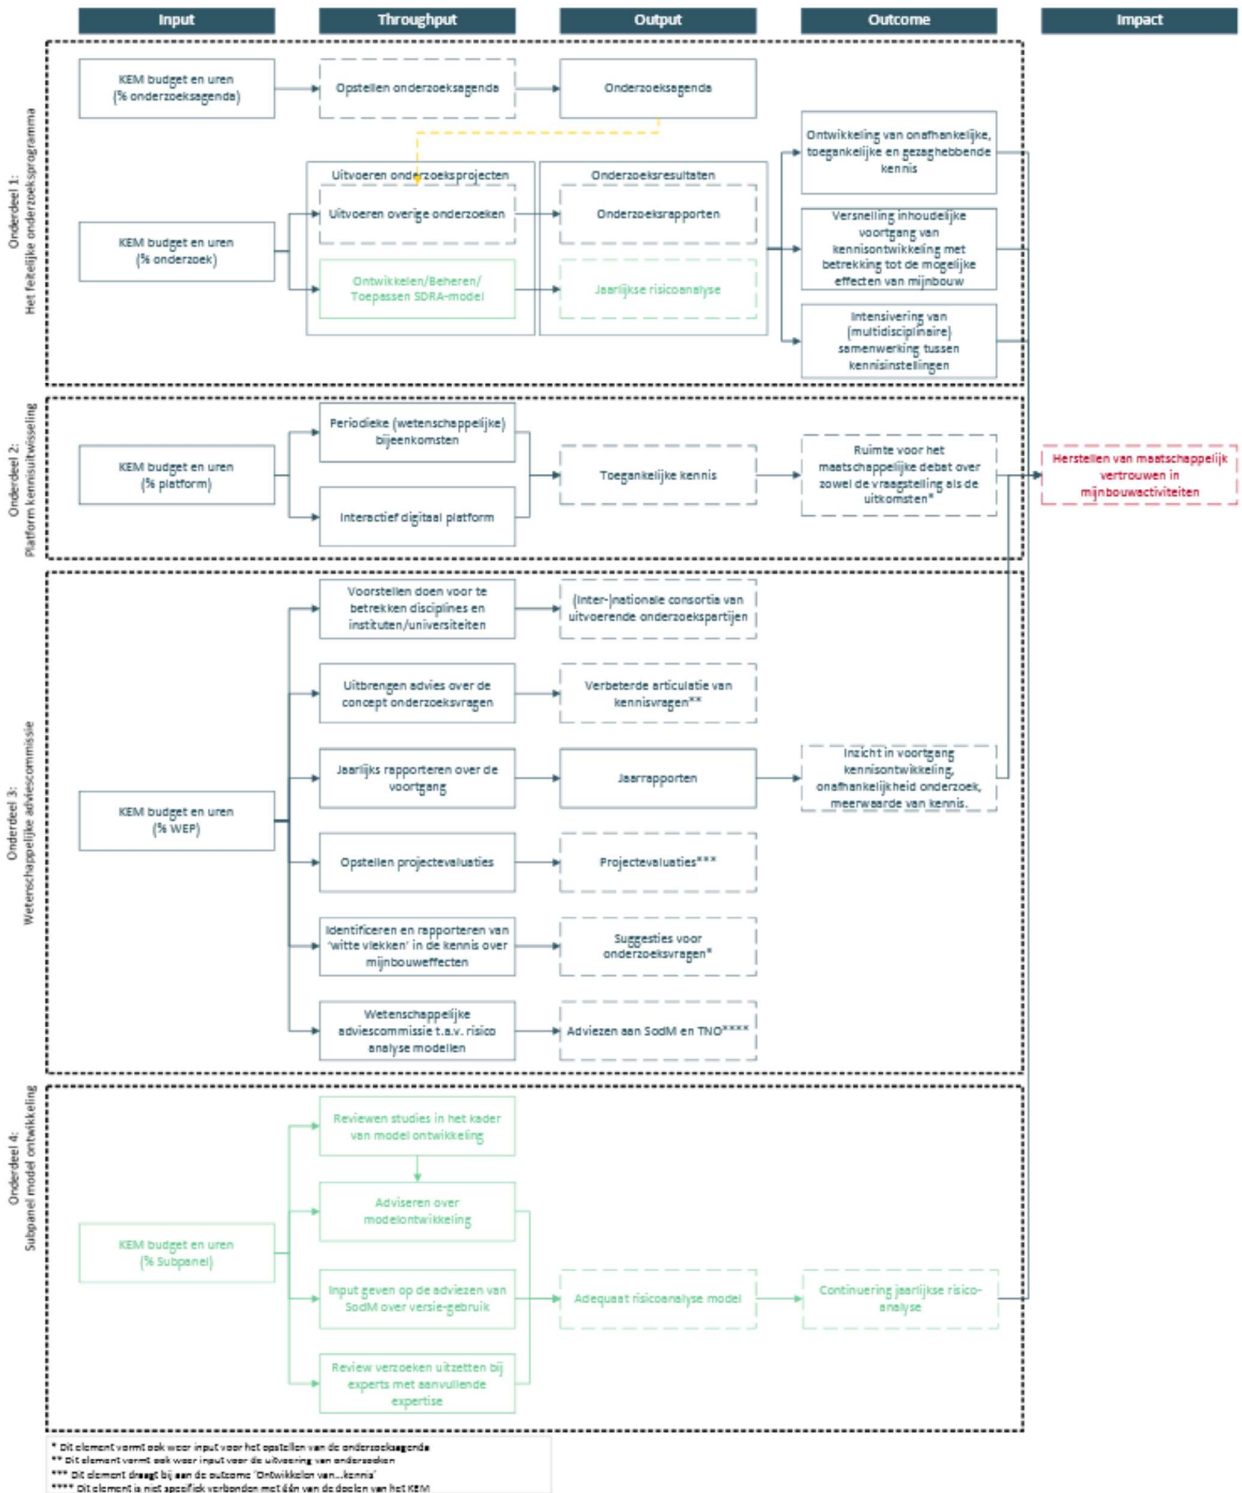 Input
Throughput
Output
Outcome
Impact
Onderdeel 1:
Het feitelijke onderzoeksprogramma
KEM budget en uren
(% onderzoeksagenda)
Opstellen onderzoeksagenda
Onderzoeksagenda
Uitvoeren onderzoeksprojecten
Onderzoeksresultaten
KEM budget en uren
(% onderzoek)
Uitvoeren overige onderzoeken
Onderzoeksrapporten
Ontwikkelen/Beheren/
Toepassen SDRA-model
Jaarlijkse risicoanalyse
Ontwikkeling van onafhankelijke,
toegankelijke en gezaghebbende
kennis
Versnelling inhoudelijke
voortgang van
kennisontwikkeling met
betrekking tot de mogelijke
effecten van mijnbouw
Intensivering van
(multidisciplinaire)
samenwerking tussen
kennisinstellingen
Onderdeel 2:
Platform kennisuitwisseling
KEM budget en uren
(% platform)
Periodieke (wetenschappelijke)
bijeenkomsten
Interactief digitaal platform
Toegankelijke kennis
Ruimte voor het
maatschappelijke debat over
zowel de vraagstelling als de
uitkomsten*
Herstellen van maatschappelijk
vertrouwen in
mijnbouwactiviteiten
Onderdeel 3:
Wetenschappelijke adviescommissie
KEM budget en uren
(% WEP)
Voorstellen doen voor te
betrekken disciplines en
instituten/universiteiten
(Inter-)nationale consortia van
uitvoerende onderzoekspartijen
Uitbrengen advies over de
concept onderzoeksvragen
Verbeterde articulatie van
kennisvragen**
Jaarlijks rapporteren over de
voortgang
Jaarrapporten
Inzicht in voortgang
kennisontwikkeling,
onafhankelijkheid onderzoek,
meerwaarde van kennis.
Opstellen projectevaluaties
Projectevaluaties***
Identificeren en rapporteren van
'witte vlekken' in de kennis over
mijnbouweffecten
Suggesties voor
onderzoeksvragen*
Wetenschappelijke
adviescommissie t.a.v. risico
analyse modellen
Adviezen aan SodM en TNO****
Onderdeel 4:
Subpanel model ontwikkeling
KEM budget en uren
(% Subpanel)
Reviewen studies in het kader
van model ontwikkeling
Adviseren over
modelontwikkeling
Input geven op de adviezen van
SodM over versie-gebruik
Review verzoeken uitzetten bij
experts met aanvullende
expertise
Adequaat risicoanalyse model
Continuering jaarlijkse risico-
analyse
* Dit element vormt ook weer input voor het opstellen van de onderzoeksagenda
** Dit element vormt ook weer input voor de uitvoering van onderzoeken
*** Dit element draagt bij aan de outcome 'Ontwikkelen van...kennis'
**** Dit element is niet specifiek verbonden met één van de doelen van het KEM